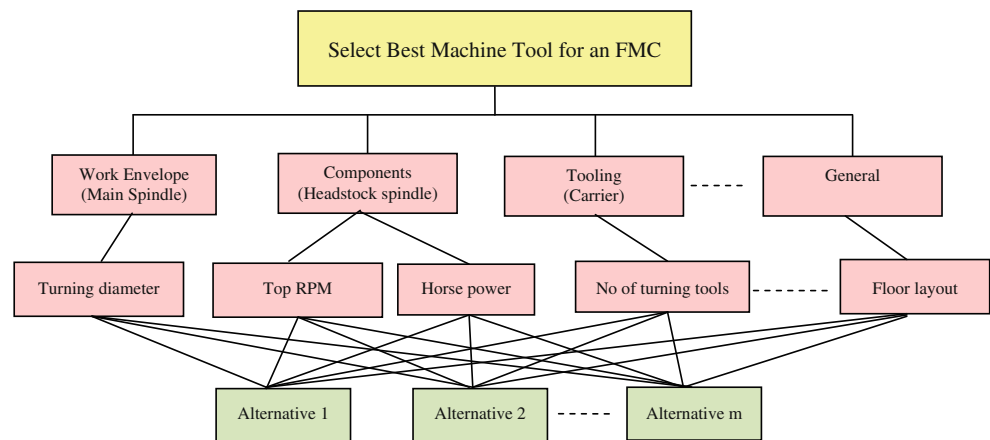 Select Best Machine Tool for an FMC
Work Envelope
(Main Spindle)
Components
(Headstock spindle)
Tooling
(Carrier)
General
Turning diameter
Top RPM
Horse power
No of turning tools
Floor layout
Alternative 1
Alternative 2
Alternative m